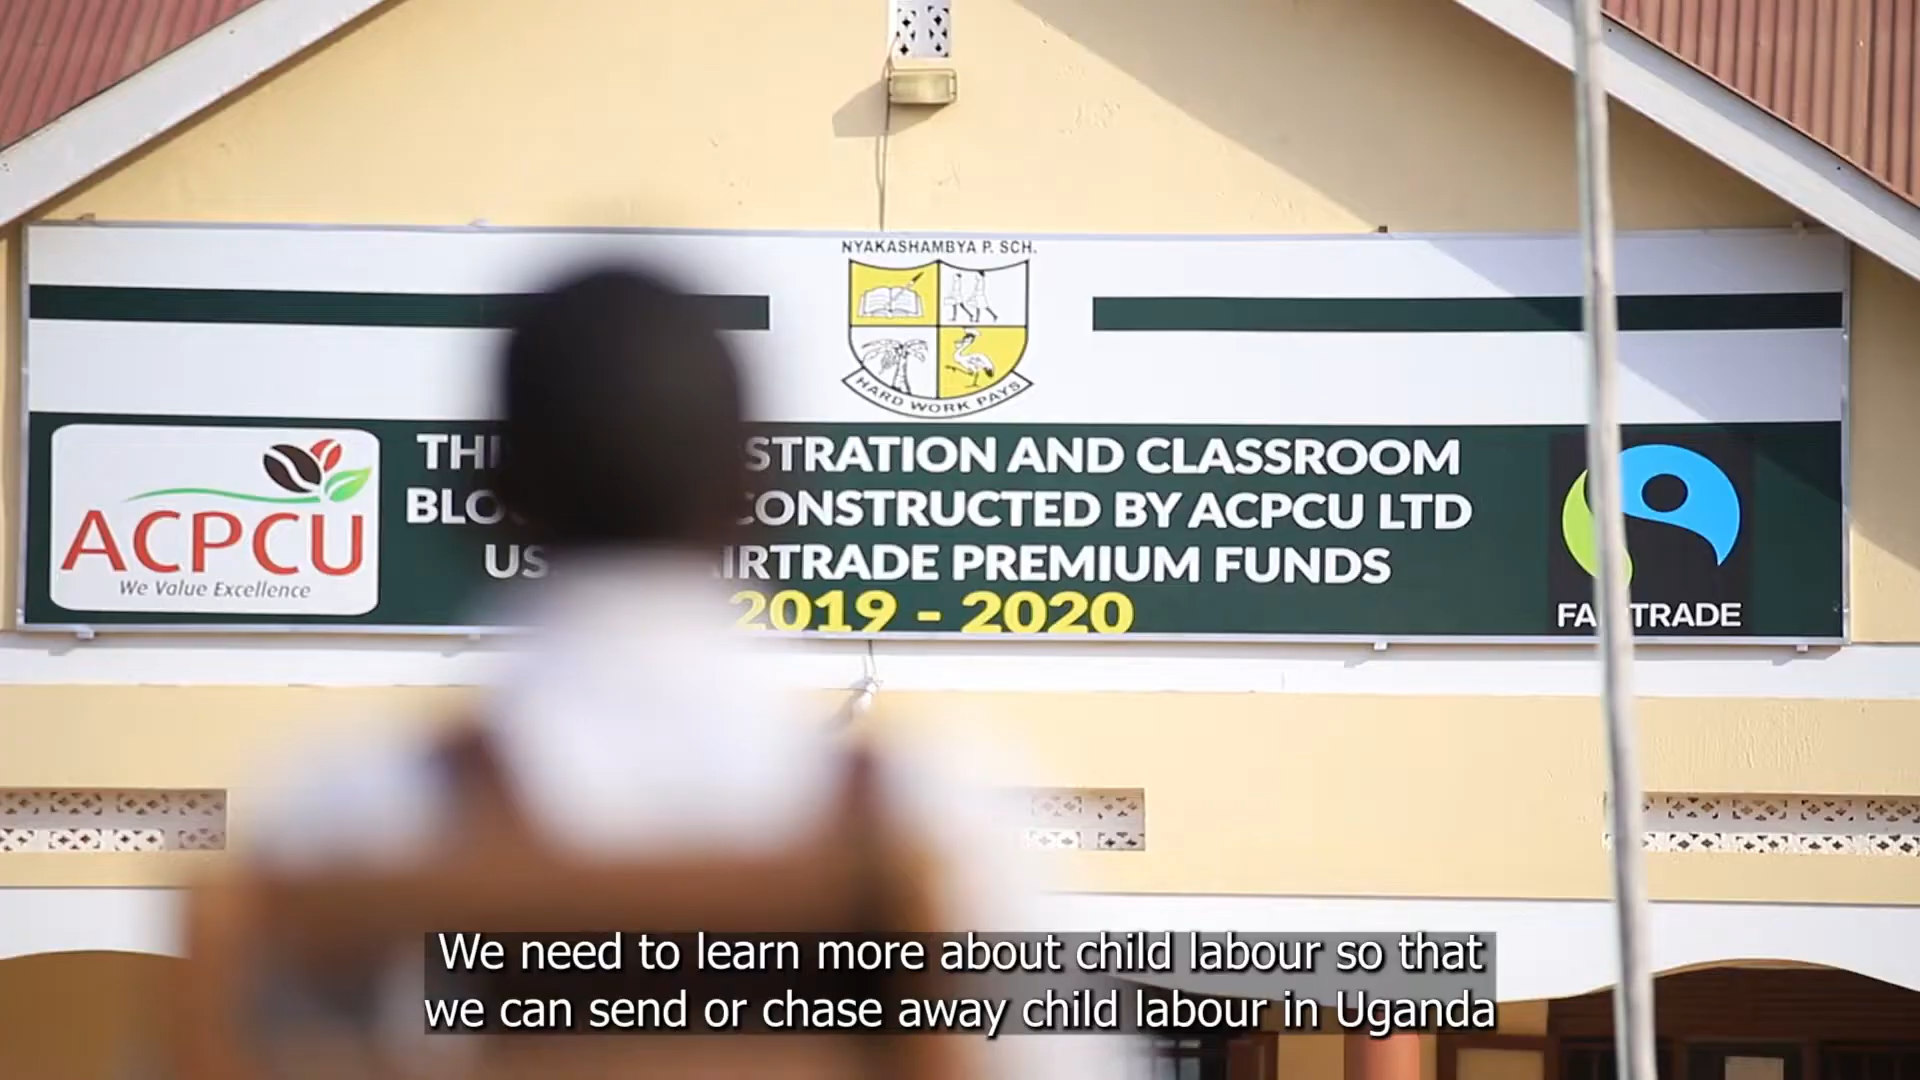 NYAKASHAMBYA P. SCH.
HARD WORK PAYS
ACPCU
We Value Excellence
STRATION AND CLASSROOM
CONSTRUCTED BY ACPCU LTD
FAIRTRADE PREMIUM FUNDS
2019 - 2020
FAIRTRADE
We need to learn more about child labour so that
we can send or chase away child labour in Uganda